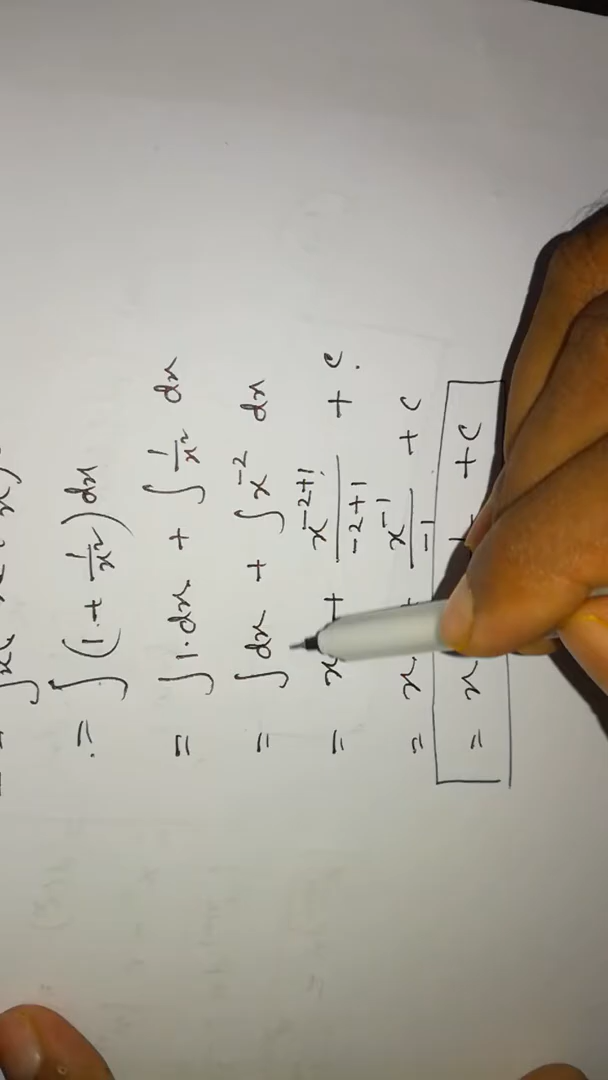 = ∫(1 + 1/x²) dx
= ∫1·dx + ∫ 1/x² dx
= ∫dx + ∫x⁻² dx
= x + x⁻²⁺¹/-2+1 + c.
= x + x⁻¹/-1 + c
= x + c